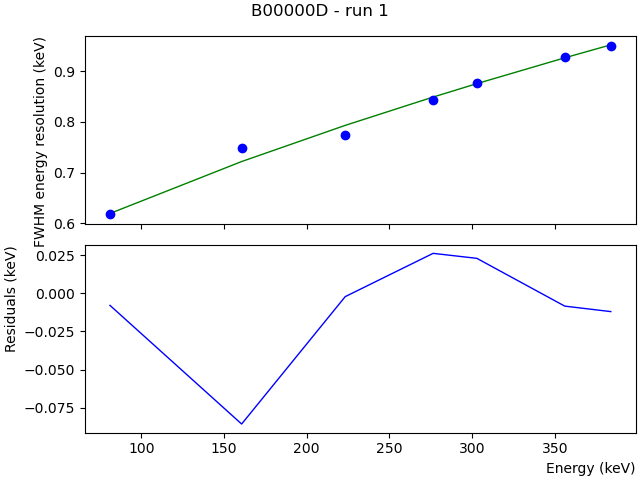 B00000D - run 1
FWHM energy resolution (keV)
0.9
0.8
0.7
0.6
Residuals (keV)
0.025
0.000
−0.025
−0.050
−0.075
100 150 200 250 300 350
Energy (keV)